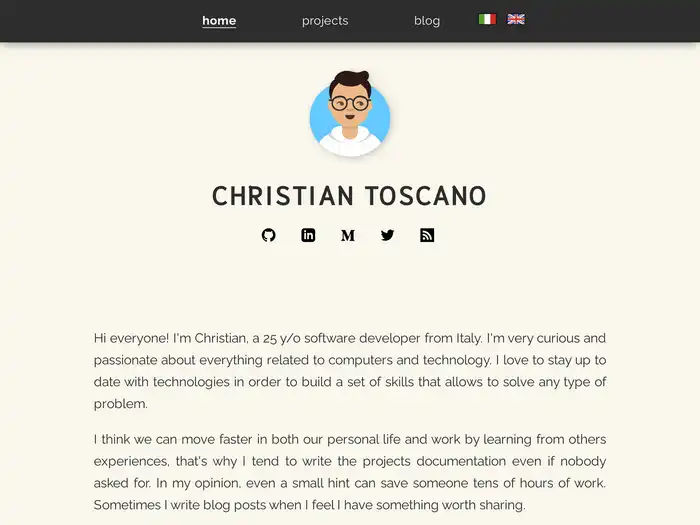 home projects blog
CHRISTIAN TOSCANO
Hi everyone! I'm Christian, a 25 y/o software developer from Italy. I'm very curious and
passionate about everything related to computers and technology. I love to stay up to
date with technologies in order to build a set of skills that allows to solve any type of
problem.
I think we can move faster in both our personal life and work by learning from others
experiences, that's why I tend to write the projects documentation even if nobody
asked for. In my opinion, even a small hint can save someone tens of hours of work.
Sometimes I write blog posts when I feel I have something worth sharing.